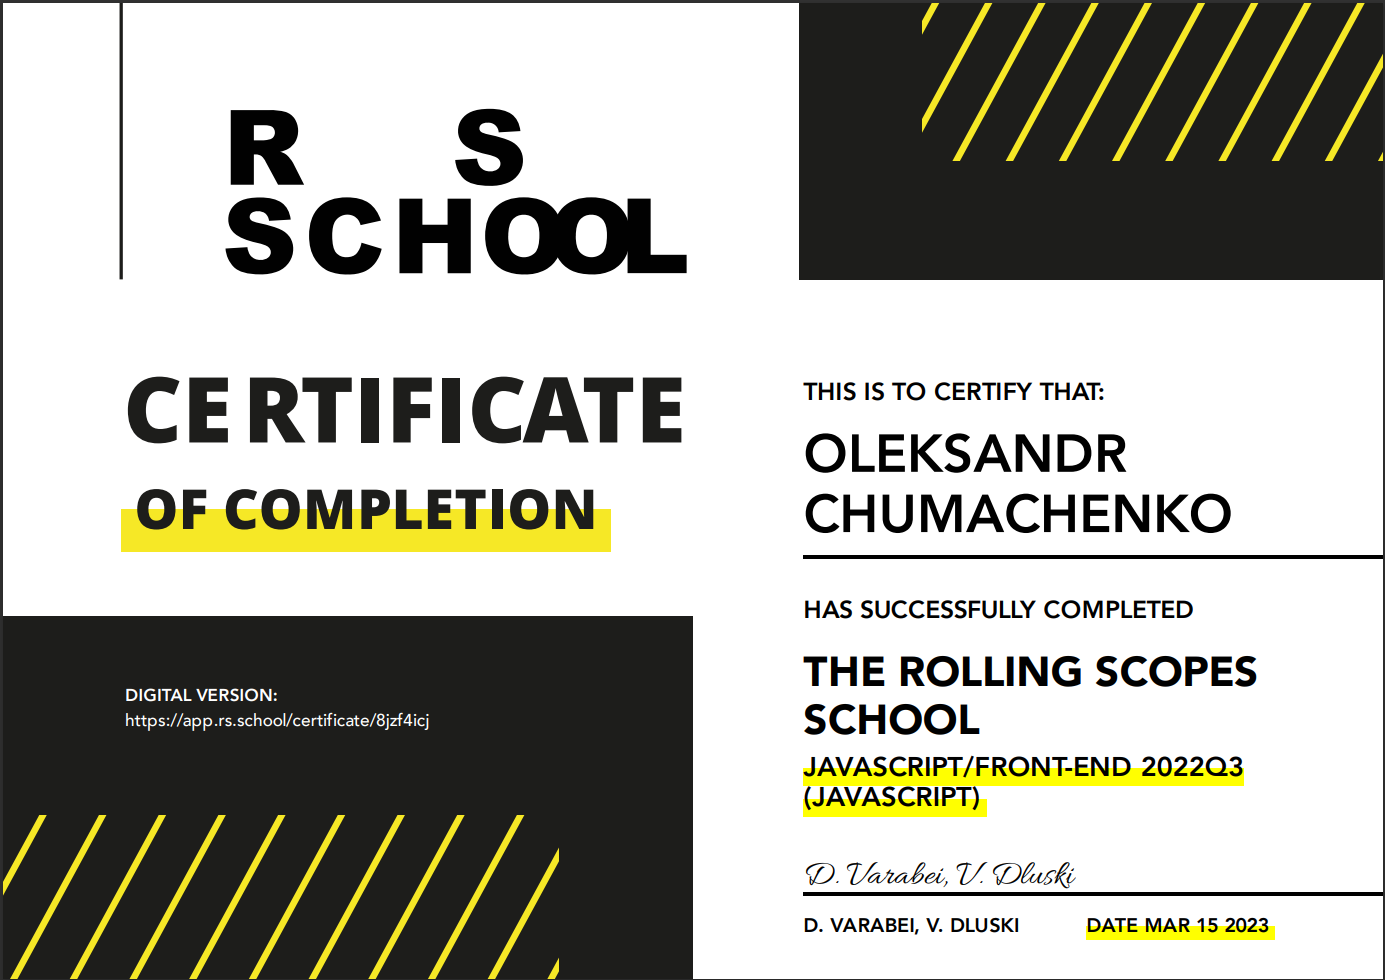 R S
SCHOOL
CERTIFICATE
OF COMPLETION
DIGITAL VERSION:
https://app.rs.school/certificate/8jzf4icj
THIS IS TO CERTIFY THAT:
OLEKSANDR
CHUMACHENKO
HAS SUCCESSFULLY COMPLETED
THE ROLLING SCOPES
SCHOOL
JAVASCRIPT/FRONT-END 2022Q3
(JAVASCRIPT)
D. Varabei, V. Dluski
D. VARABEI, V. DLUSKI DATE MAR 15 2023